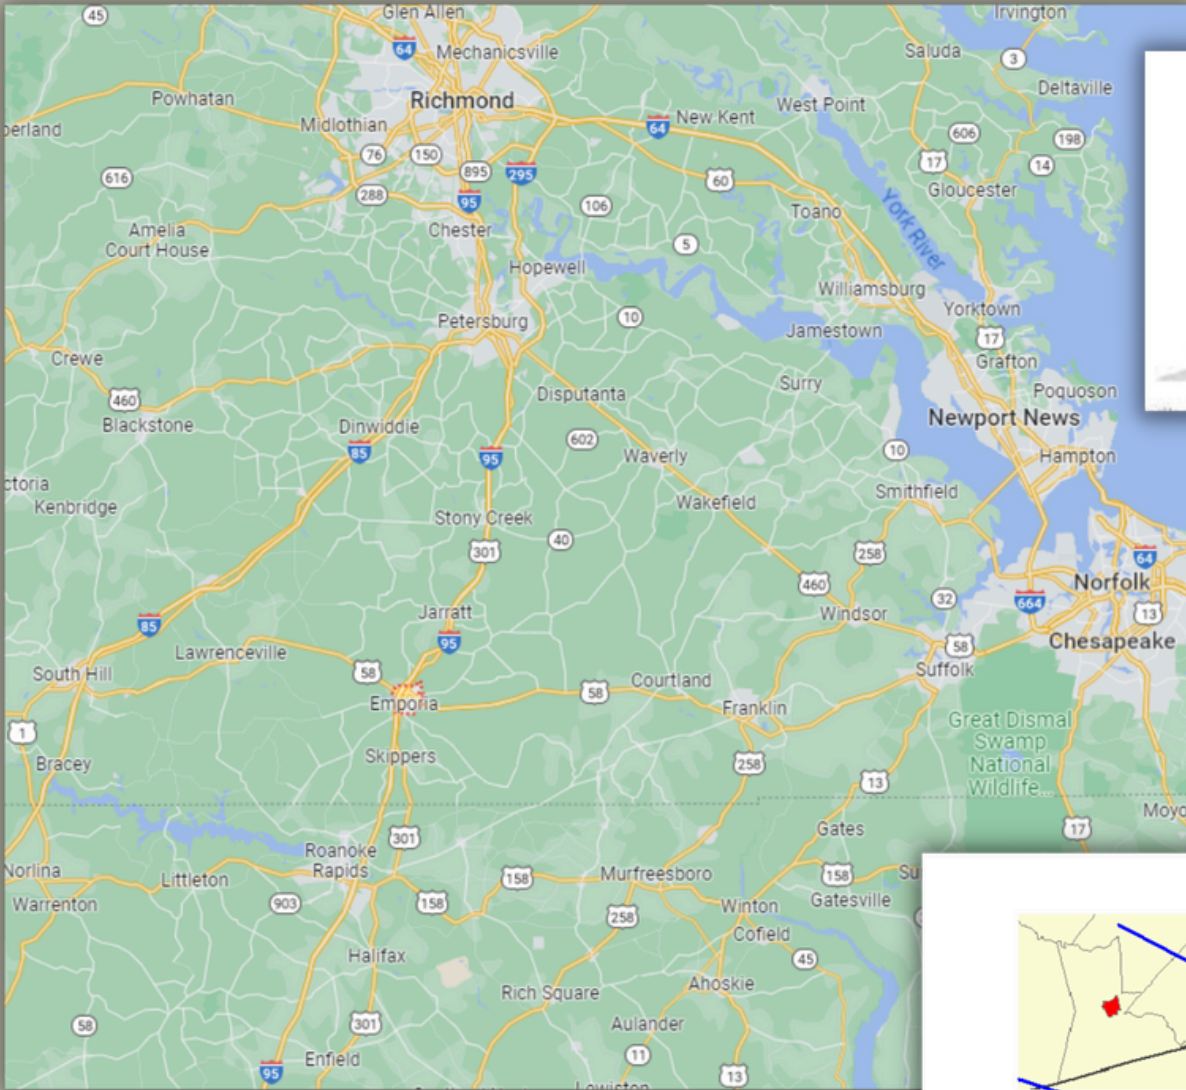 45
Glen Allen
Irvington
64
Mechanicsville
Saluda
3
Powhatan
Richmond
West Point
Deltaville
Midlothian
64
New Kent
606
198
76
150
17
14
616
895
295
60
Gloucester
288
95
106
Toano
York River
Amelia
Court House
Chester
5
Hopewell
Williamsburg
Petersburg
10
Yorktown
Jamestown
17
Crewe
Grafton
460
Disputanta
Surry
Poquoson
Blackstone
Dinwiddie
Newport News
85
95
602
Waverly
10
Hampton
Kenbridge
Wakefield
Smithfield
Stony Creek
301
40
258
64
460
Norfolk
Jarratt
Windsor
32
664
13
85
95
Chesapeake
Lawrenceville
58
58
South Hill
Suffolk
Emporia
58
Courtland
Franklin
1
Great Dismal
Swamp
National
Wildlife...
Skippers
258
Bracey
13
301
Gates
17
Roanoke
Rapids
Norlina
Littleton
158
Murfreesboro
158
Warrenton
903
158
258
Winton
Gatesville
Cofield
Halifax
45
Rich Square
Ahoskie
58
301
Aulander
Enfield
11
95
13
Lewiston